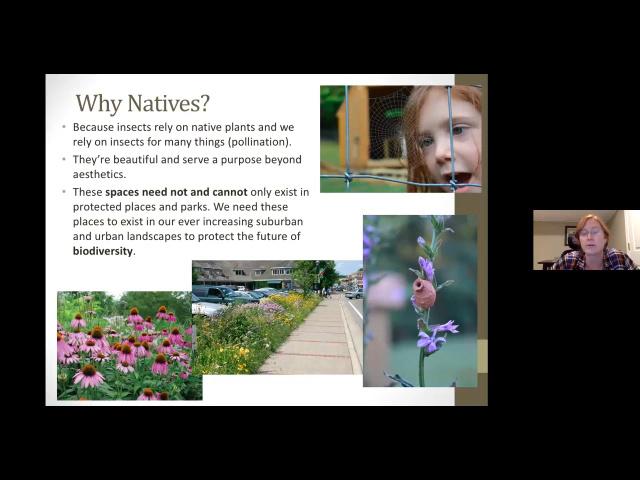 Why Natives?
• Because insects rely on native plants and we
rely on insects for many things (pollination).
• They're beautiful and serve a purpose beyond
aesthetics.
• These spaces need not and cannot only exist in
protected places and parks. We need these
places to exist in our ever increasing suburban
and urban landscapes to protect the future of
biodiversity.